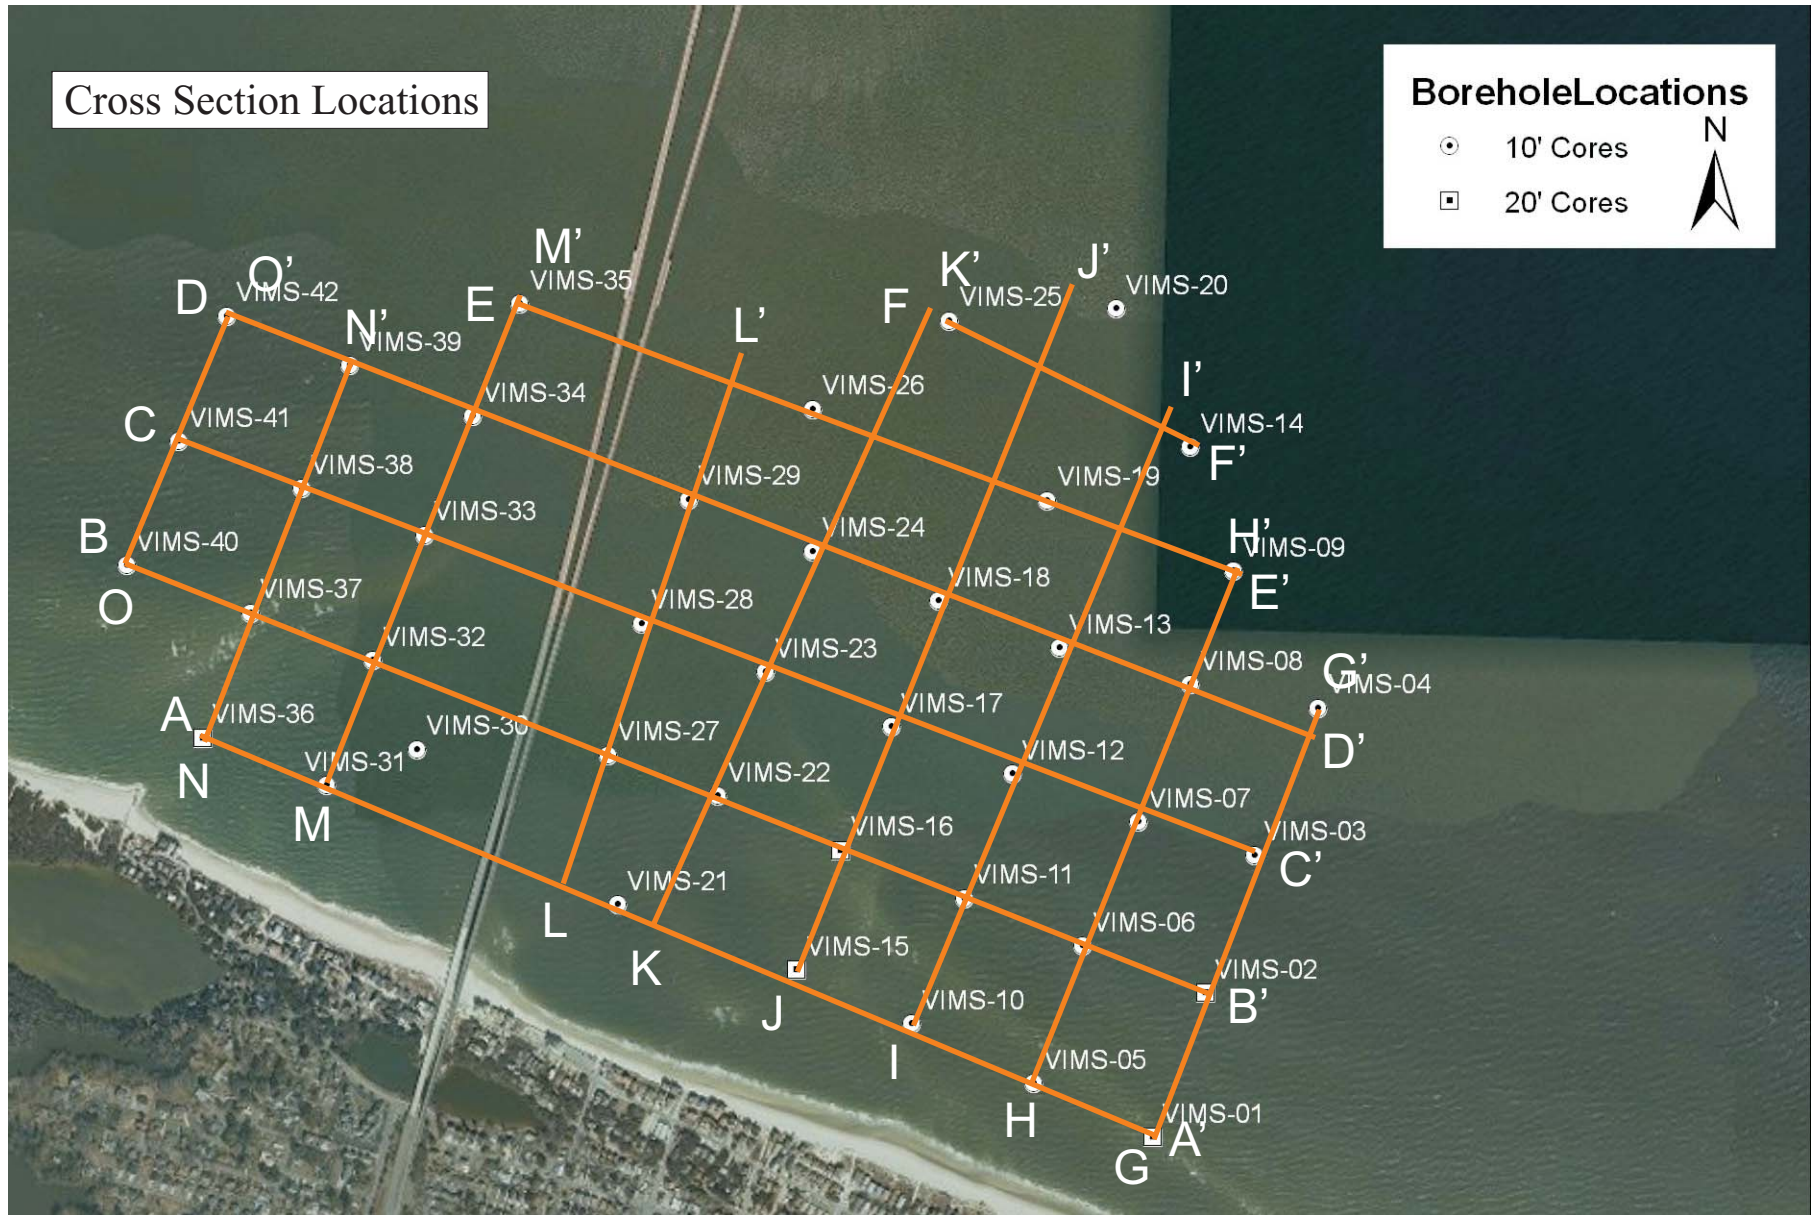 Cross Section Locations
BoreholeLocations
N
10' Cores
20' Cores
M'
VIMS-35
E
O'
D
VIMS-42
N'
VIMS-39
L'
K'
VIMS-25
F
J'
VIMS-20
I'
VIMS-14
F'
VIMS-26
VIMS-34
C
VIMS-41
VIMS-38
VIMS-29
VIMS-19
VIMS-33
VIMS-24
H'
VIMS-09
E'
B
VIMS-40
O
VIMS-37
VIMS-28
VIMS-18
VIMS-32
VIMS-23
VIMS-13
VIMS-08
G'
VIMS-04
D'
A
VIMS-36
N
VIMS-30
VIMS-31
M
VIMS-27
VIMS-17
VIMS-22
VIMS-12
VIMS-07
VIMS-16
VIMS-03
C'
VIMS-21
L
VIMS-11
VIMS-06
K
VIMS-15
J
VIMS-02
B'
VIMS-10
I
VIMS-05
H
VIMS-01
A'
G